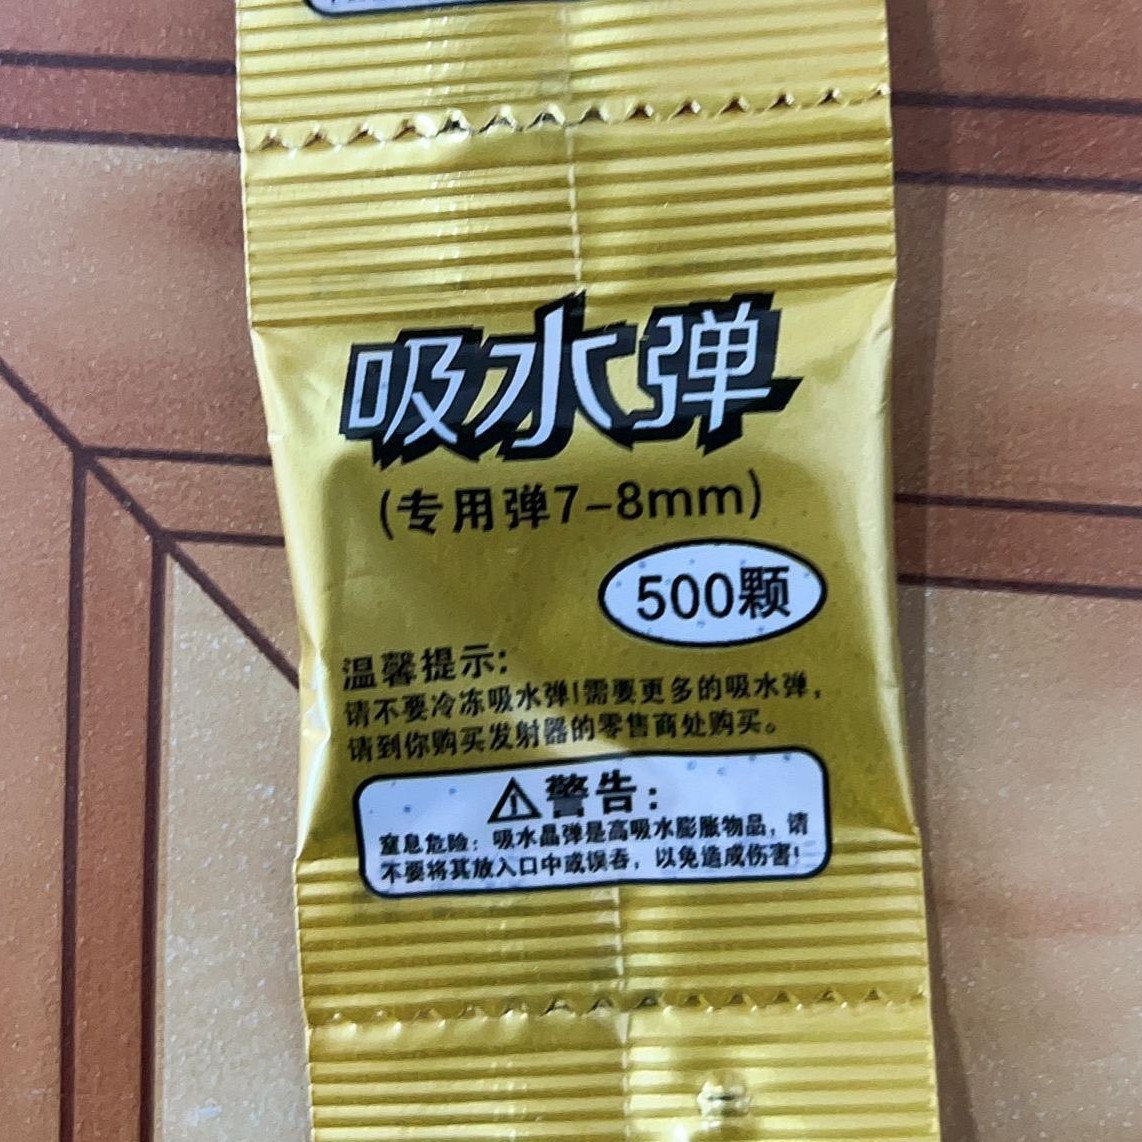 吸水弹
(专用弹7-8mm)
500颗
温馨提示:
请不要冷冻吸水弹!需要更多的吸水弹,
请到你购买发射器的零售商处购买。
⚠警告:
窒息危险:吸水晶弹是高吸水膨胀物品,请
不要将其放入口中或误吞,以免造成伤害!